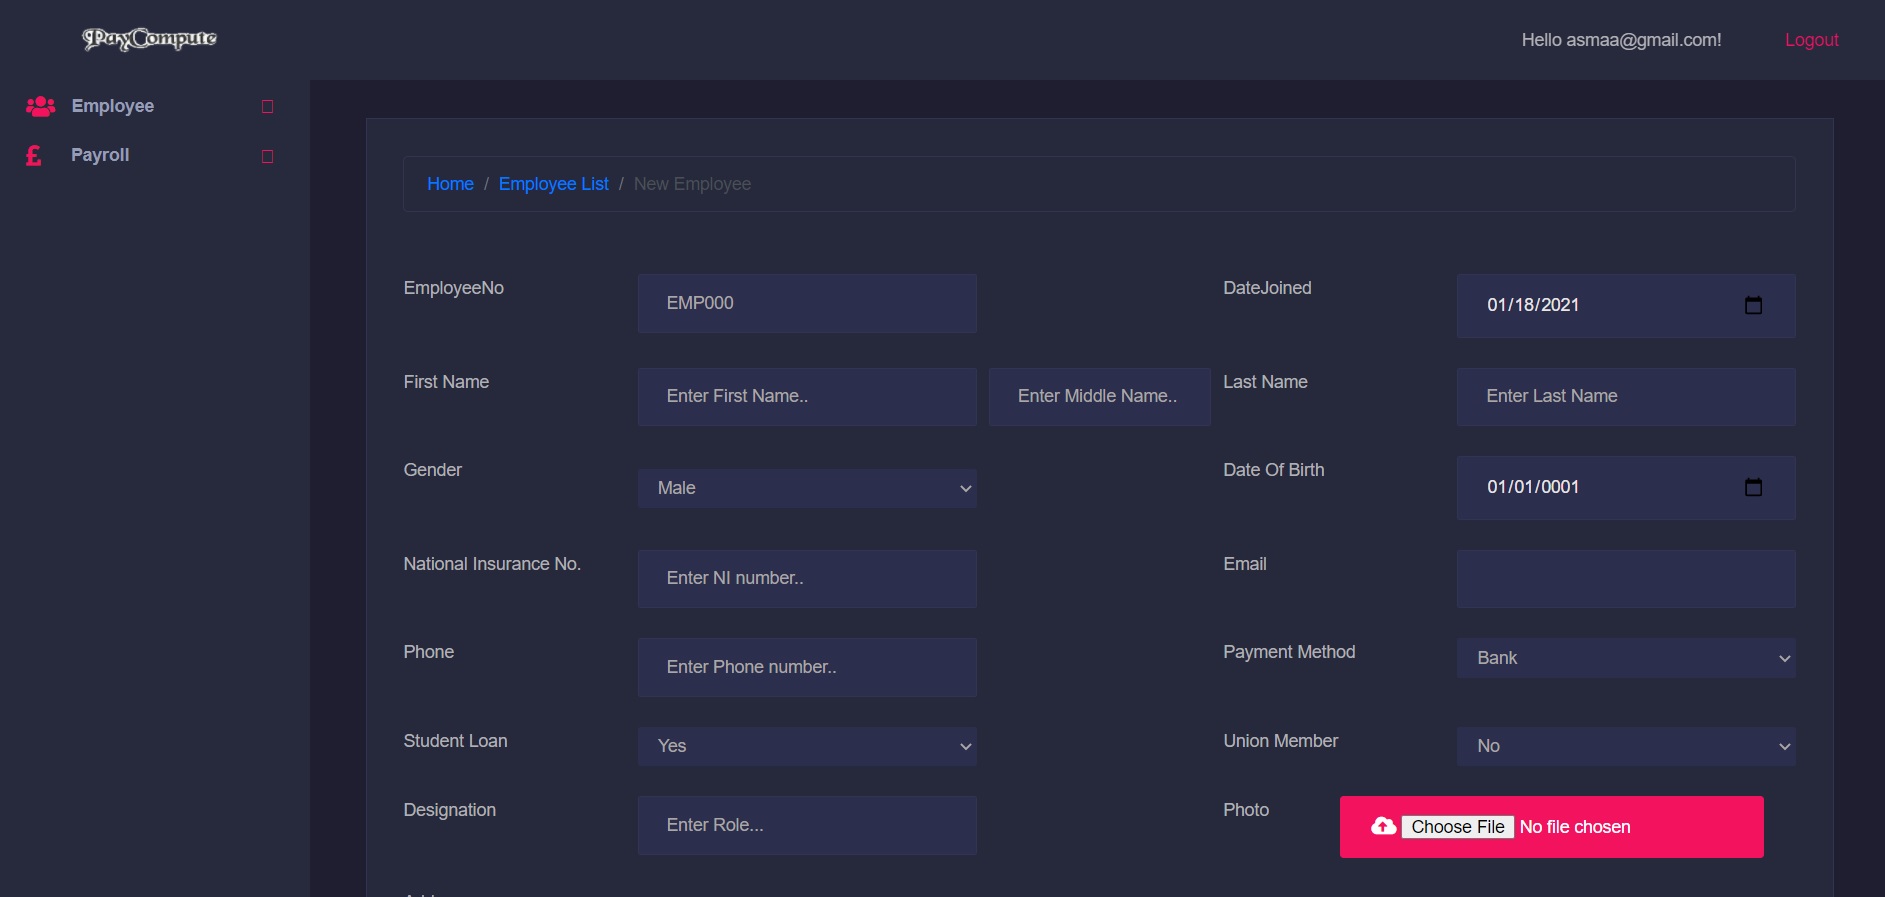 PayCompute
Hello asmaa@gmail.com!
Logout
Employee
Payroll
Home / Employee List / New Employee
EmployeeNo
EMP000
DateJoined
01/18/2021
First Name
Enter First Name..
Enter Middle Name..
Last Name
Enter Last Name
Gender
Male
Date Of Birth
01/01/0001
National Insurance No.
Enter NI number..
Email
Phone
Enter Phone number..
Payment Method
Bank
Student Loan
Yes
Union Member
No
Designation
Enter Role...
Photo
Choose File No file chosen